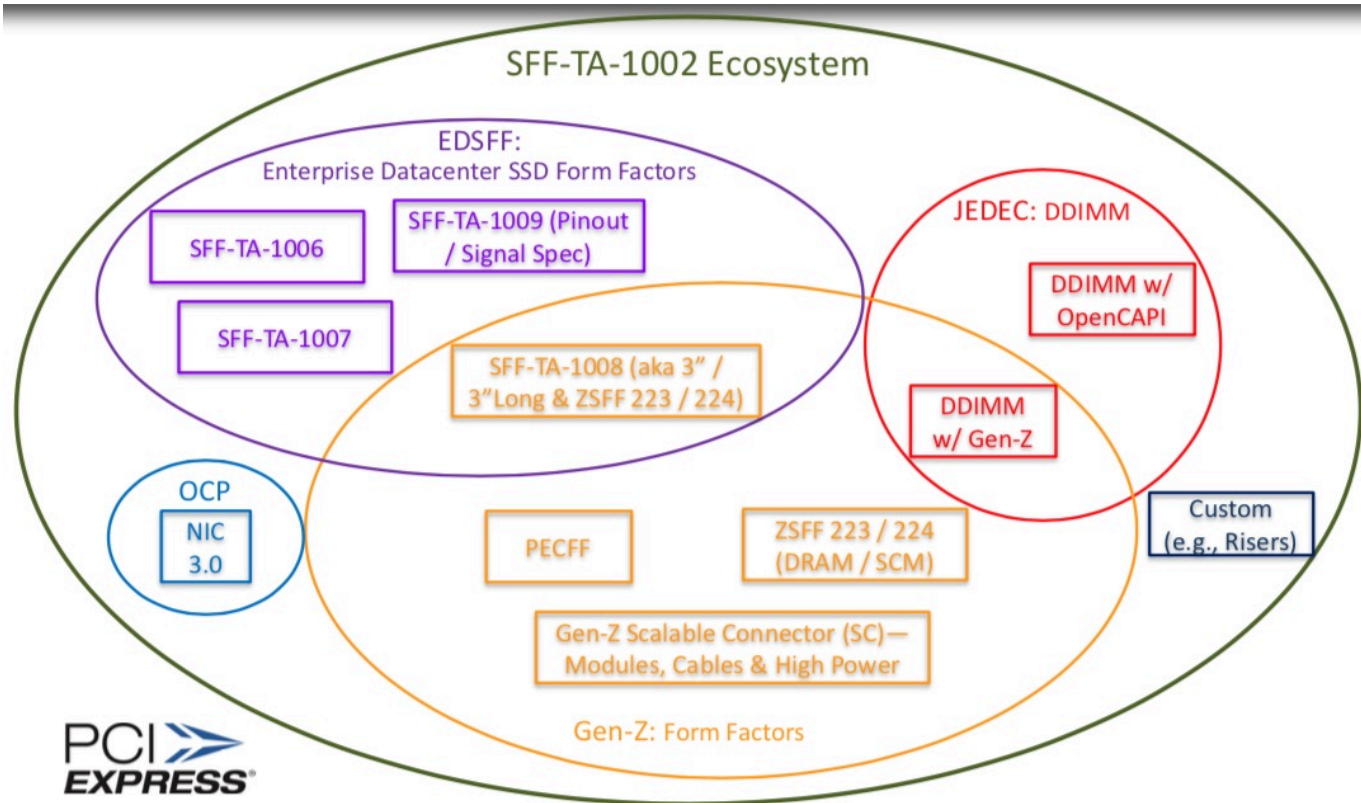 SFF-TA-1002 Ecosystem
EDSFF:
Enterprise Datacenter SSD Form Factors
SFF-TA-1006
SFF-TA-1009 (Pinout
/ Signal Spec)
SFF-TA-1007
SFF-TA-1008 (aka 3” /
3”Long & ZSFF 223 / 224)
JEDEC: DDIMM
DDIMM w/
OpenCAPI
DDIMM
w/ Gen-Z
OCP
NIC
3.0
PECFF
ZSFF 223 / 224
(DRAM / SCM)
Custom
(e.g., Risers)
Gen-Z Scalable Connector (SC)—
Modules, Cables & High Power
Gen-Z: Form Factors
PCI
EXPRESS®